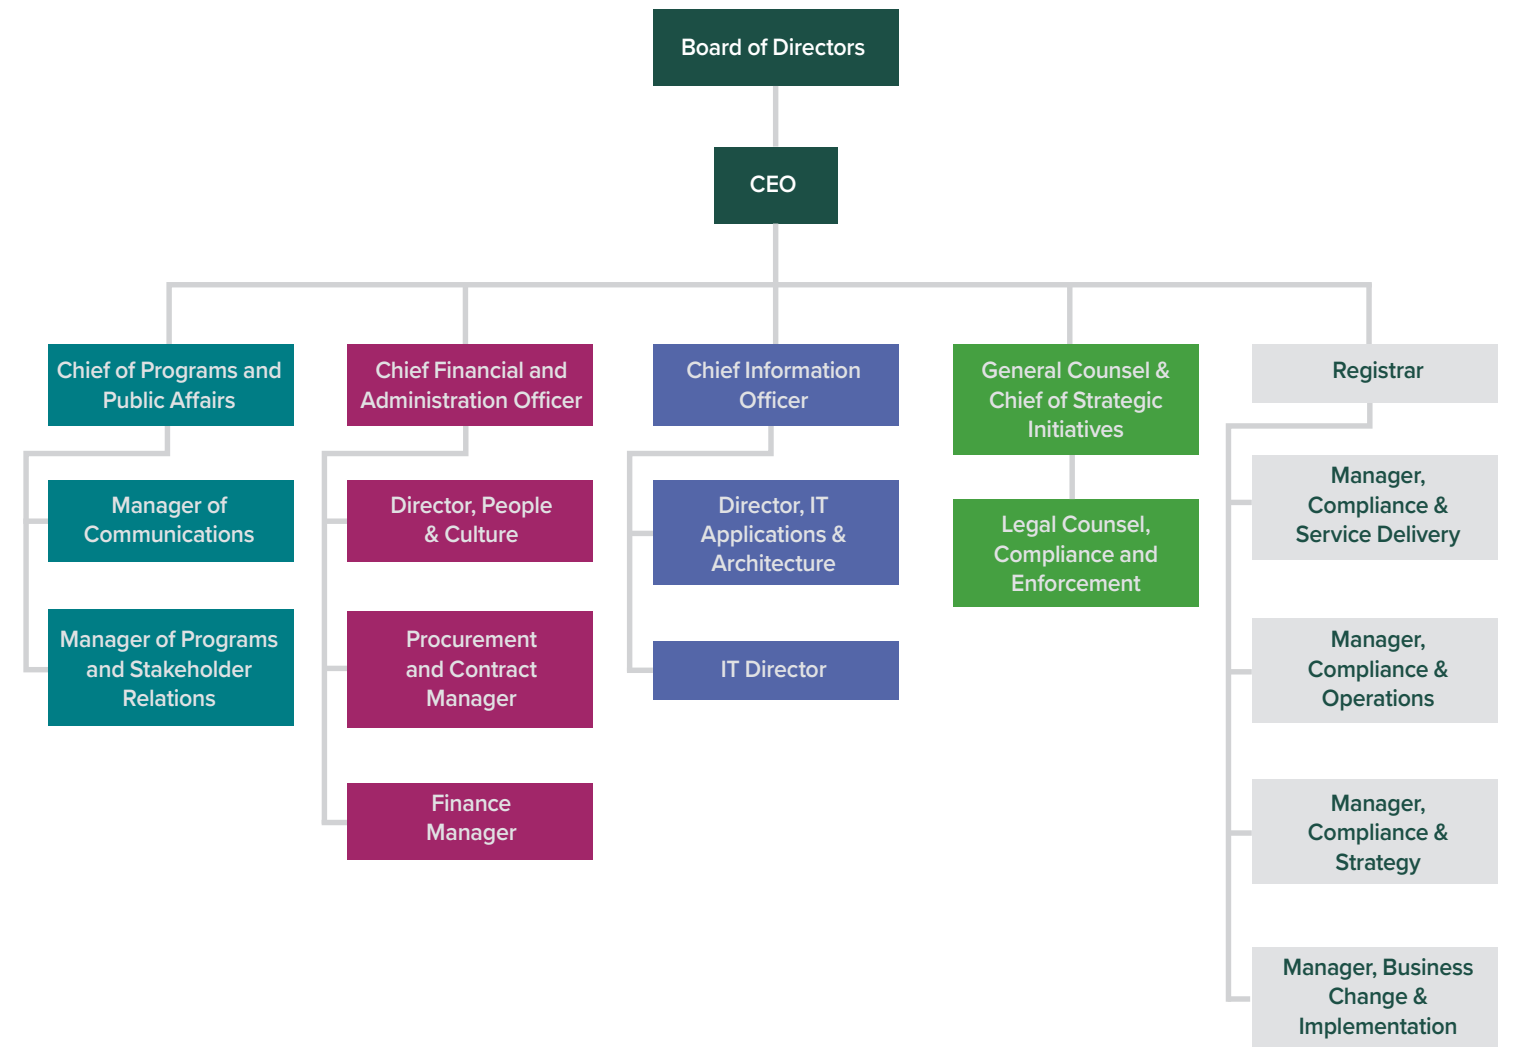 Board of Directors
CEO
Chief of Programs and
Public Affairs
Manager of
Communications
Manager of Programs
and Stakeholder
Relations
Chief Financial and
Administration Officer
Director, People
& Culture
Procurement
and Contract
Manager
Finance
Manager
Chief Information
Officer
Director, IT
Applications &
Architecture
IT Director
General Counsel &
Chief of Strategic
Initiatives
Legal Counsel,
Compliance and
Enforcement
Registrar
Manager,
Compliance &
Service Delivery
Manager,
Compliance &
Operations
Manager,
Compliance &
Strategy
Manager, Business
Change &
Implementation